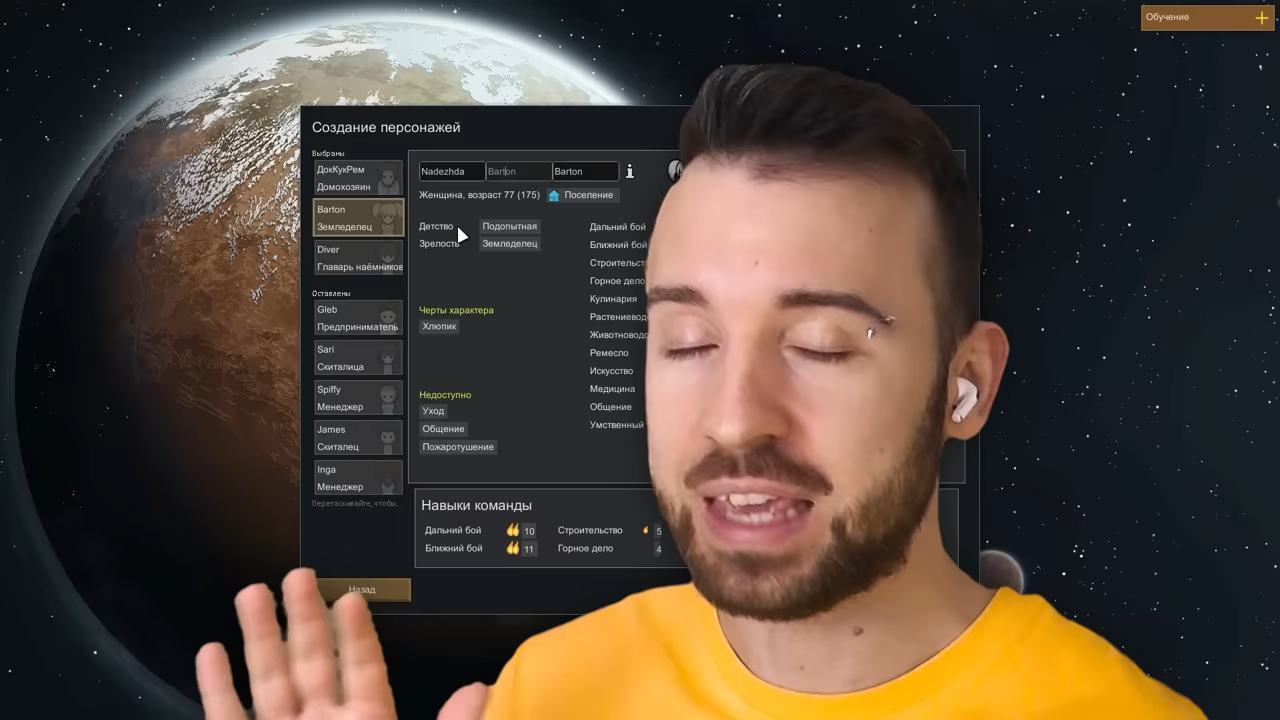 Обучение
Создание персонажей
Выбраны
ДокКукРем
Домохозяин
Barton
Земледелец
Diver
Главарь наёмников
Оставлены
Gleb
Предприниматель
Sari
Скиталица
Spiffy
Менеджер
James
Скиталец
Inga
Менеджер
Перетаскивайте, чтобы...
Nadezhda Barton Barton
Женщина, возраст 77 (175) Поселение
Детство Подопытная
Зрелость Земледелец
Черты характера
Хлюпик
Недоступно
Уход
Общение
Пожаротушение
Дальний бой
Ближний бой
Горное дело
Кулинария
Ремесло
Искусство
Медицина
Общение
Умственный
Навыки команды
Дальний бой 10 Строительство 5
Ближний бой 11 Горное дело 4
Назад